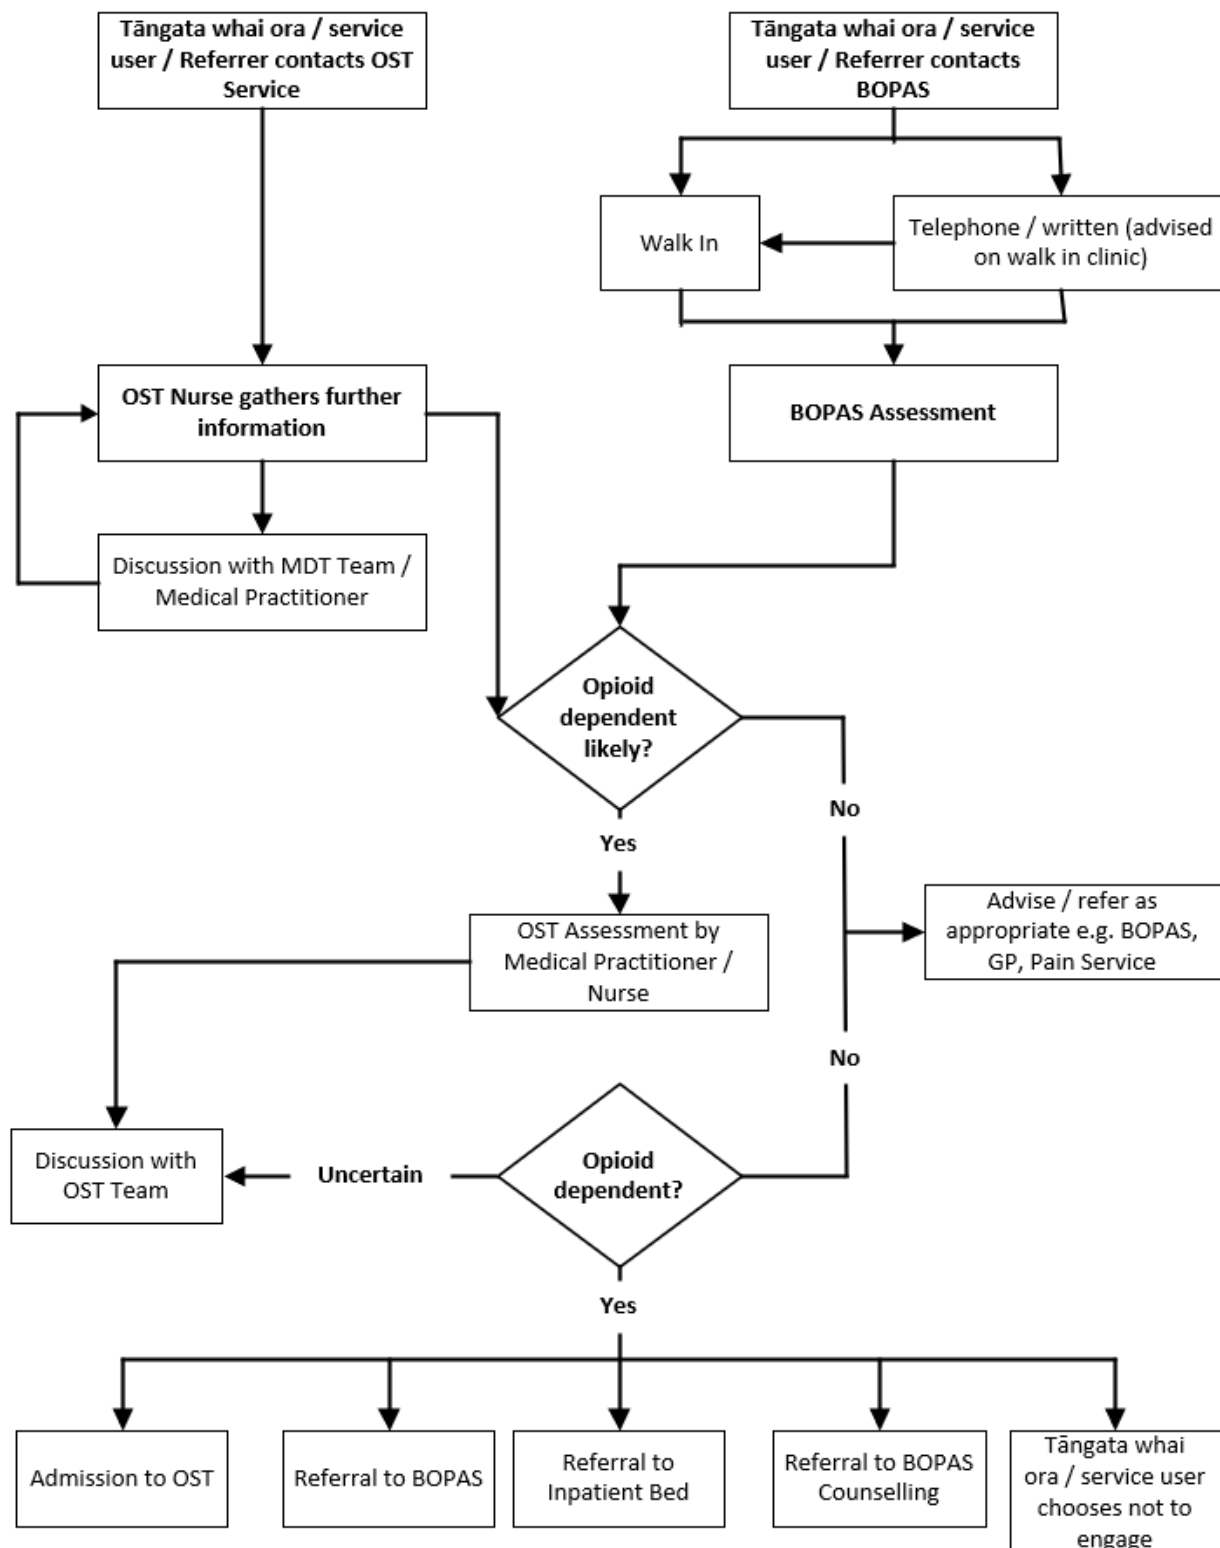 Tāngata whai ora / service
user / Referrer contacts OST
Service
Tāngata whai ora / service
user / Referrer contacts
BOPAS
Walk In
Telephone / written (advised
on walk in clinic)
OST Nurse gathers further
information
BOPAS Assessment
Discussion with MDT Team /
Medical Practitioner
Opioid
dependent
likely?
No
Yes
OST Assessment by
Medical Practitioner /
Nurse
Advise / refer as
appropriate e.g. BOPAS,
GP, Pain Service
No
Discussion with
OST Team
Uncertain
Opioid
dependent?
Yes
Admission to OST
Referral to BOPAS
Referral to
Inpatient Bed
Referral to BOPAS
Counselling
Tāngata whai
ora / service user
chooses not to
engage